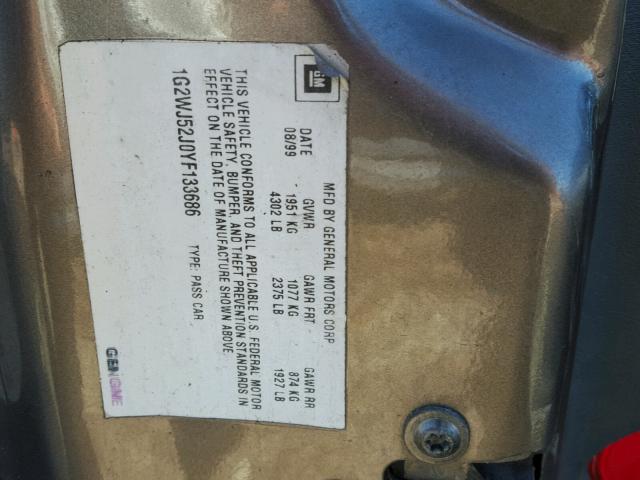 GM
MFD BY GENERAL MOTORS CORP
DATE GVWR GAWR FRT GAWR RR
08/99 1951 KG 1077 KG 874 KG
4302 LB 2375 LB 1927 LB
THIS VEHICLE CONFORMS TO ALL APPLICABLE U.S. FEDERAL MOTOR
VEHICLE SAFETY, BUMPER, AND THEFT PREVENTION STANDARDS IN
EFFECT ON THE DATE OF MANUFACTURE SHOWN ABOVE.
1G2WJ52J0YF133686 TYPE: PASS CAR